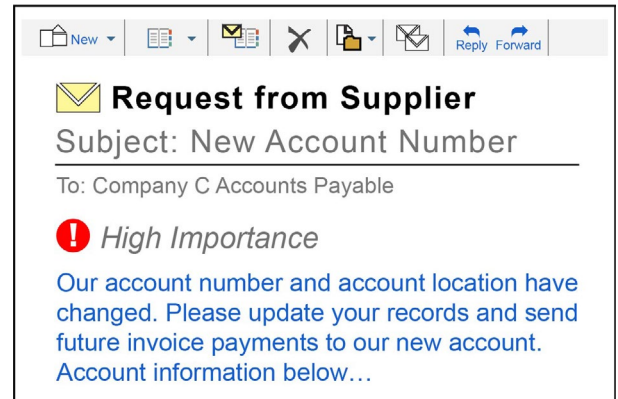 New
Reply Forward
Request from Supplier
Subject: New Account Number
To: Company C Accounts Payable
! High Importance
Our account number and account location have
changed. Please update your records and send
future invoice payments to our new account.
Account information below…